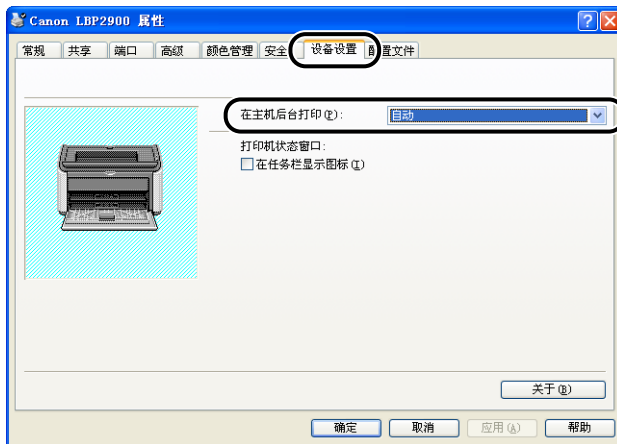 Canon LBP2900 属性
常规 共享 端口 高级 颜色管理 安全 设备设置 配置文件
在主机后台打印(P): 自动
打印机状态窗口:
在任务栏显示图标(I)
关于(B)
确定 取消 应用(A) 帮助